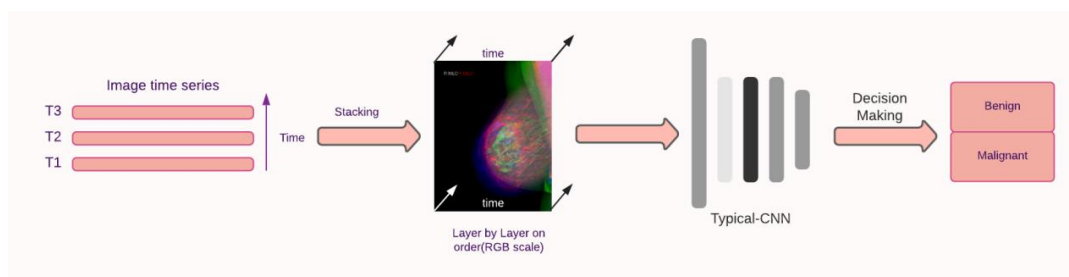 Image time series
T3
T2
T1
Time
Stacking
time
time
Layer by Layer on
order(RGB scale)
Typical-CNN
Decision
Making
Benign
Malignant